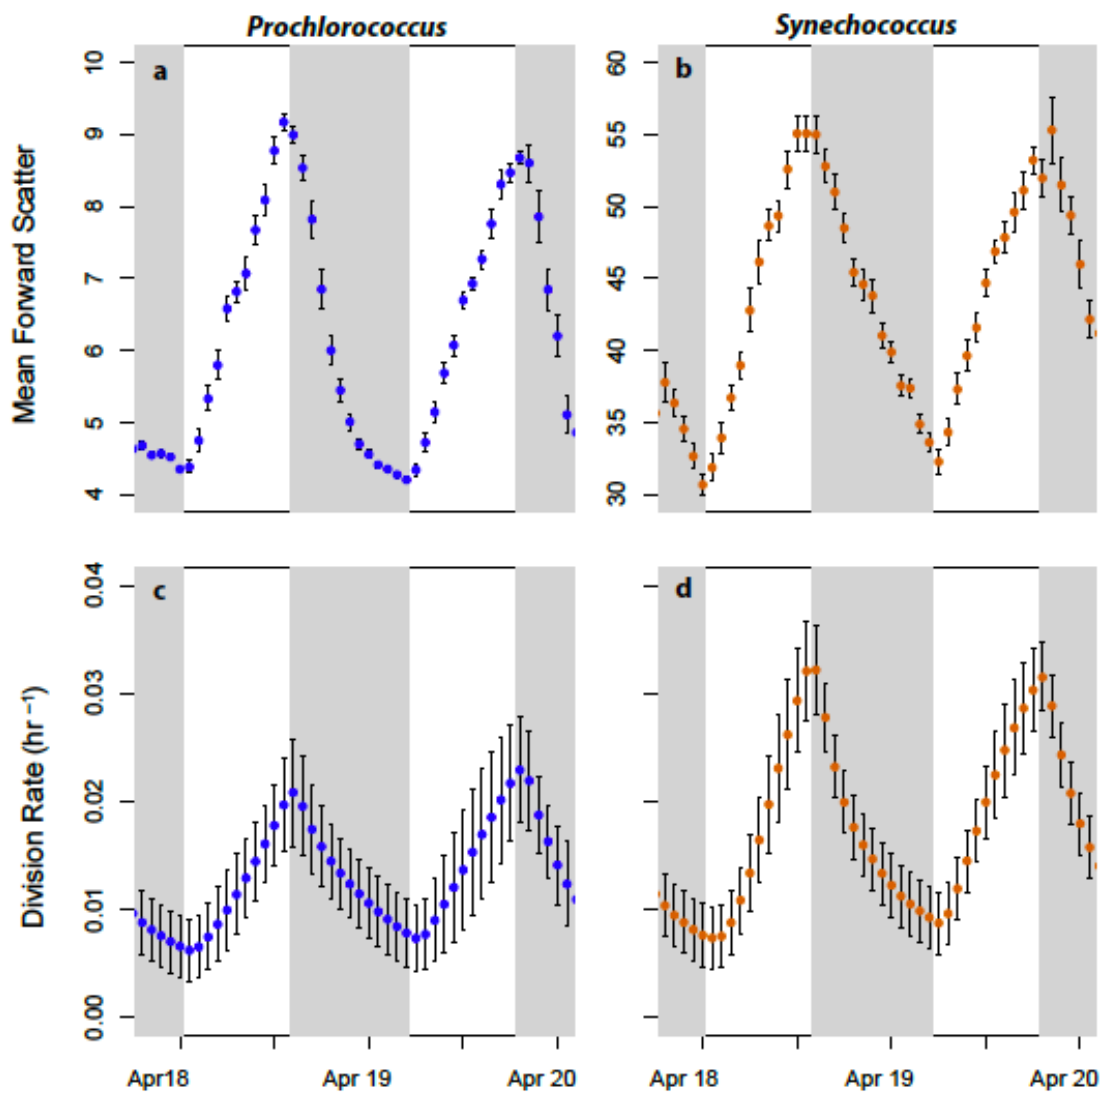 Prochlorococcus
Synechococcus
Mean Forward Scatter
a
10
9
8
7
6
5
4
b
60
55
50
45
40
35
30
Division Rate (hr⁻¹)
c
0.04
0.03
0.02
0.01
0.00
d
Apr18 Apr 19 Apr 20
Apr 18 Apr 19 Apr 20